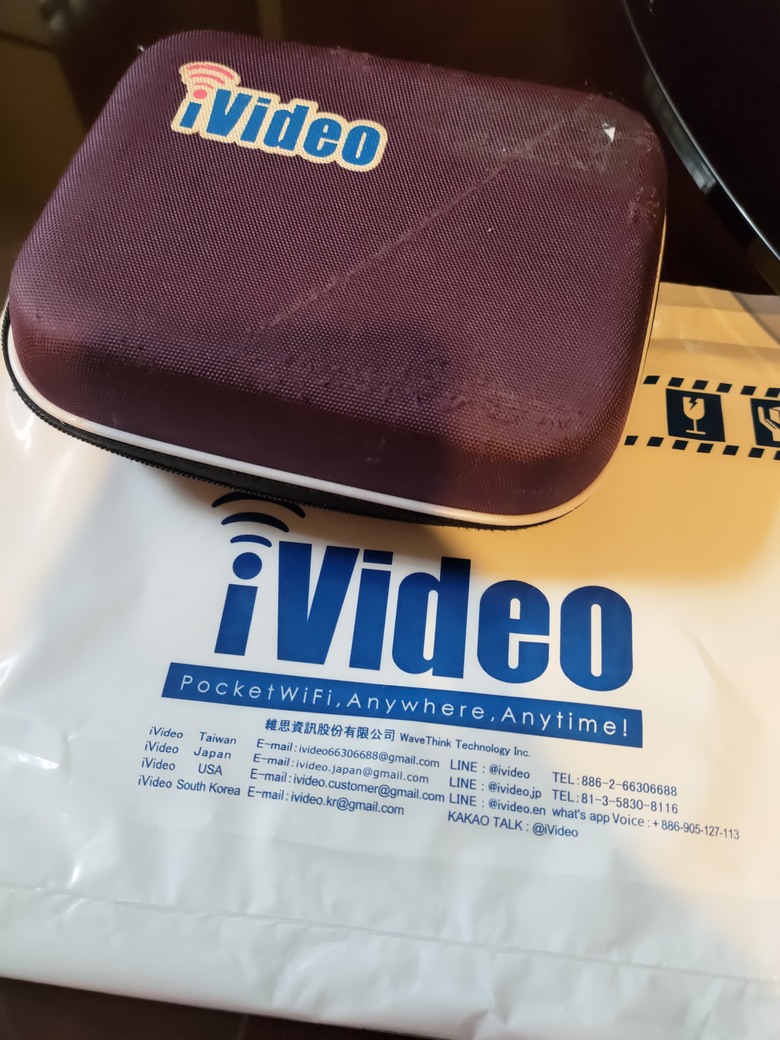 iVideo
iVideo
PocketWiFi,Anywhere,Anytime!
維思資訊股份有限公司 WaveThink Technology Inc.
iVideo Taiwan E-mail:ivideo66306688@gmail.com LINE : @ivideo TEL:886-2-66306688
iVideo Japan E-mail:ivideo.japan@gmail.com LINE : @ivideo.jp TEL:81-3-5830-8116
iVideo USA E-mail:ivideo.customer@gmail.com LINE : @ivideo.en what's app Voice : +886-905-127-113
iVideo South Korea E-mail:ivideo.kr@gmail.com KAKAO TALK : @iVideo